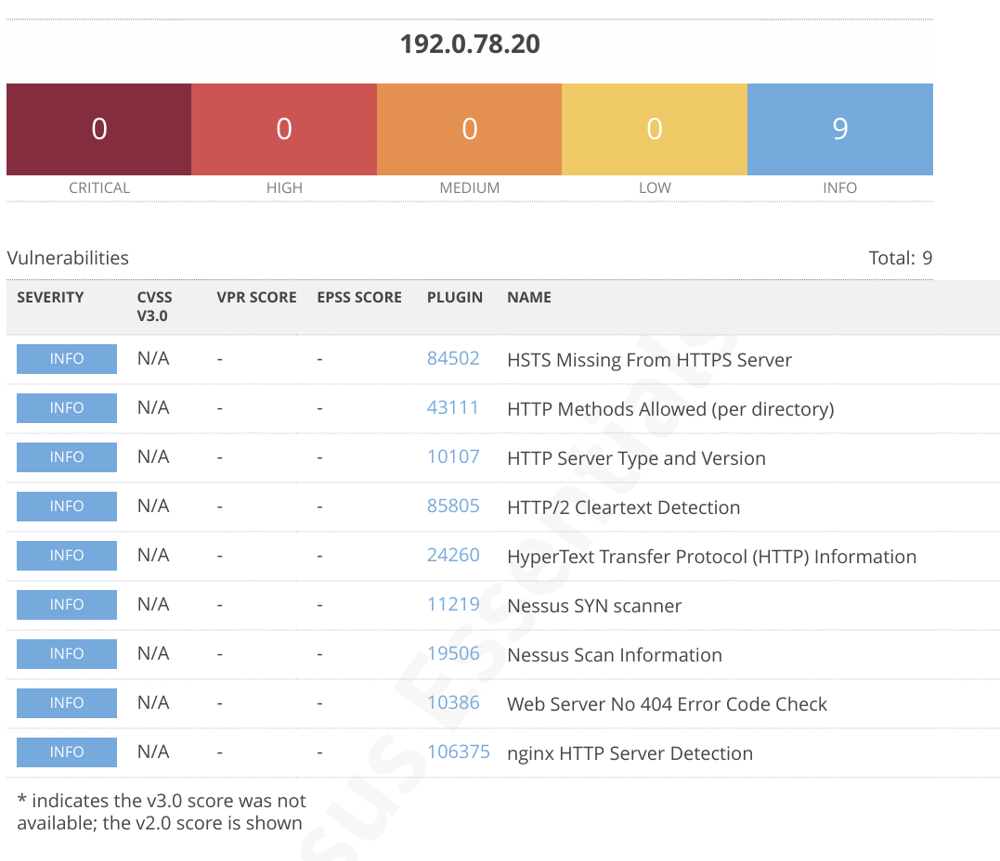 192.0.78.20
0 0 0 0 9
CRITICAL HIGH MEDIUM LOW INFO
Vulnerabilities Total: 9
SEVERITY CVSS V3.0 VPR SCORE EPSS SCORE PLUGIN NAME
INFO N/A - - 84502 HSTS Missing From HTTPS Server
INFO N/A - - 43111 HTTP Methods Allowed (per directory)
INFO N/A - - 10107 HTTP Server Type and Version
INFO N/A - - 85805 HTTP/2 Cleartext Detection
INFO N/A - - 24260 HyperText Transfer Protocol (HTTP) Information
INFO N/A - - 11219 Nessus SYN scanner
INFO N/A - - 19506 Nessus Scan Information
INFO N/A - - 10386 Web Server No 404 Error Code Check
INFO N/A - - 106375 nginx HTTP Server Detection
* indicates the v3.0 score was not
available; the v2.0 score is shown
sus Essentials